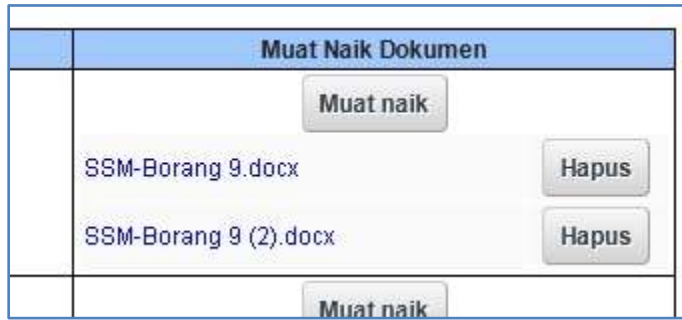 Muat Naik Dokumen
Muat naik
SSM-Borang 9.docx Hapus
SSM-Borang 9 (2).docx Hapus
Muat naik